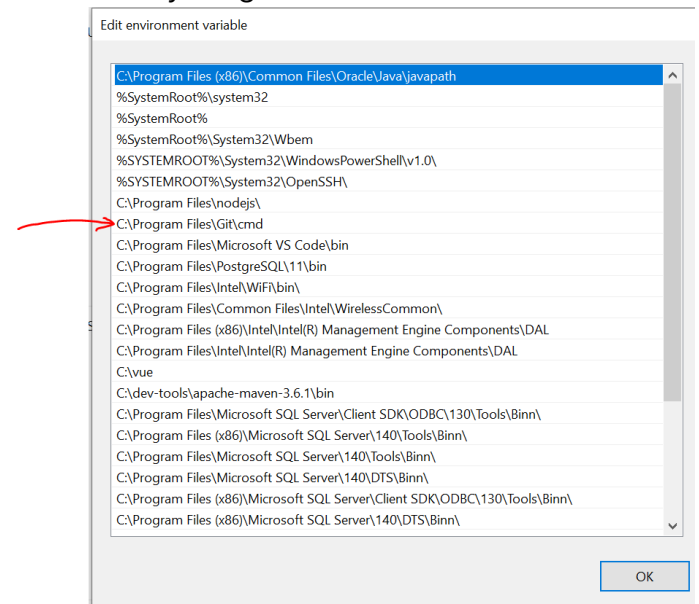 Edit environment variable
C:\Program Files (x86)\Common Files\Oracle\Java\javapath
%SystemRoot%\system32
%SystemRoot%
%SystemRoot%\System32\Wbem
%SYSTEMROOT%\System32\WindowsPowerShell\v1.0\
%SYSTEMROOT%\System32\OpenSSH\
C:\Program Files\nodejs\
C:\Program Files\Git\cmd
C:\Program Files\Microsoft VS Code\bin
C:\Program Files\PostgreSQL\11\bin
C:\Program Files\Intel\WiFi\bin\
C:\Program Files\Common Files\Intel\WirelessCommon\
C:\Program Files (x86)\Intel\Intel(R) Management Engine Components\DAL
C:\Program Files\Intel\Intel(R) Management Engine Components\DAL
C:\vue
C:\dev-tools\apache-maven-3.6.1\bin
C:\Program Files\Microsoft SQL Server\Client SDK\ODBC\130\Tools\Binn\
C:\Program Files (x86)\Microsoft SQL Server\140\Tools\Binn\
C:\Program Files\Microsoft SQL Server\140\Tools\Binn\
C:\Program Files\Microsoft SQL Server\140\DTS\Binn\
C:\Program Files (x86)\Microsoft SQL Server\Client SDK\ODBC\130\Tools\Binn\
C:\Program Files (x86)\Microsoft SQL Server\140\DTS\Binn\
OK